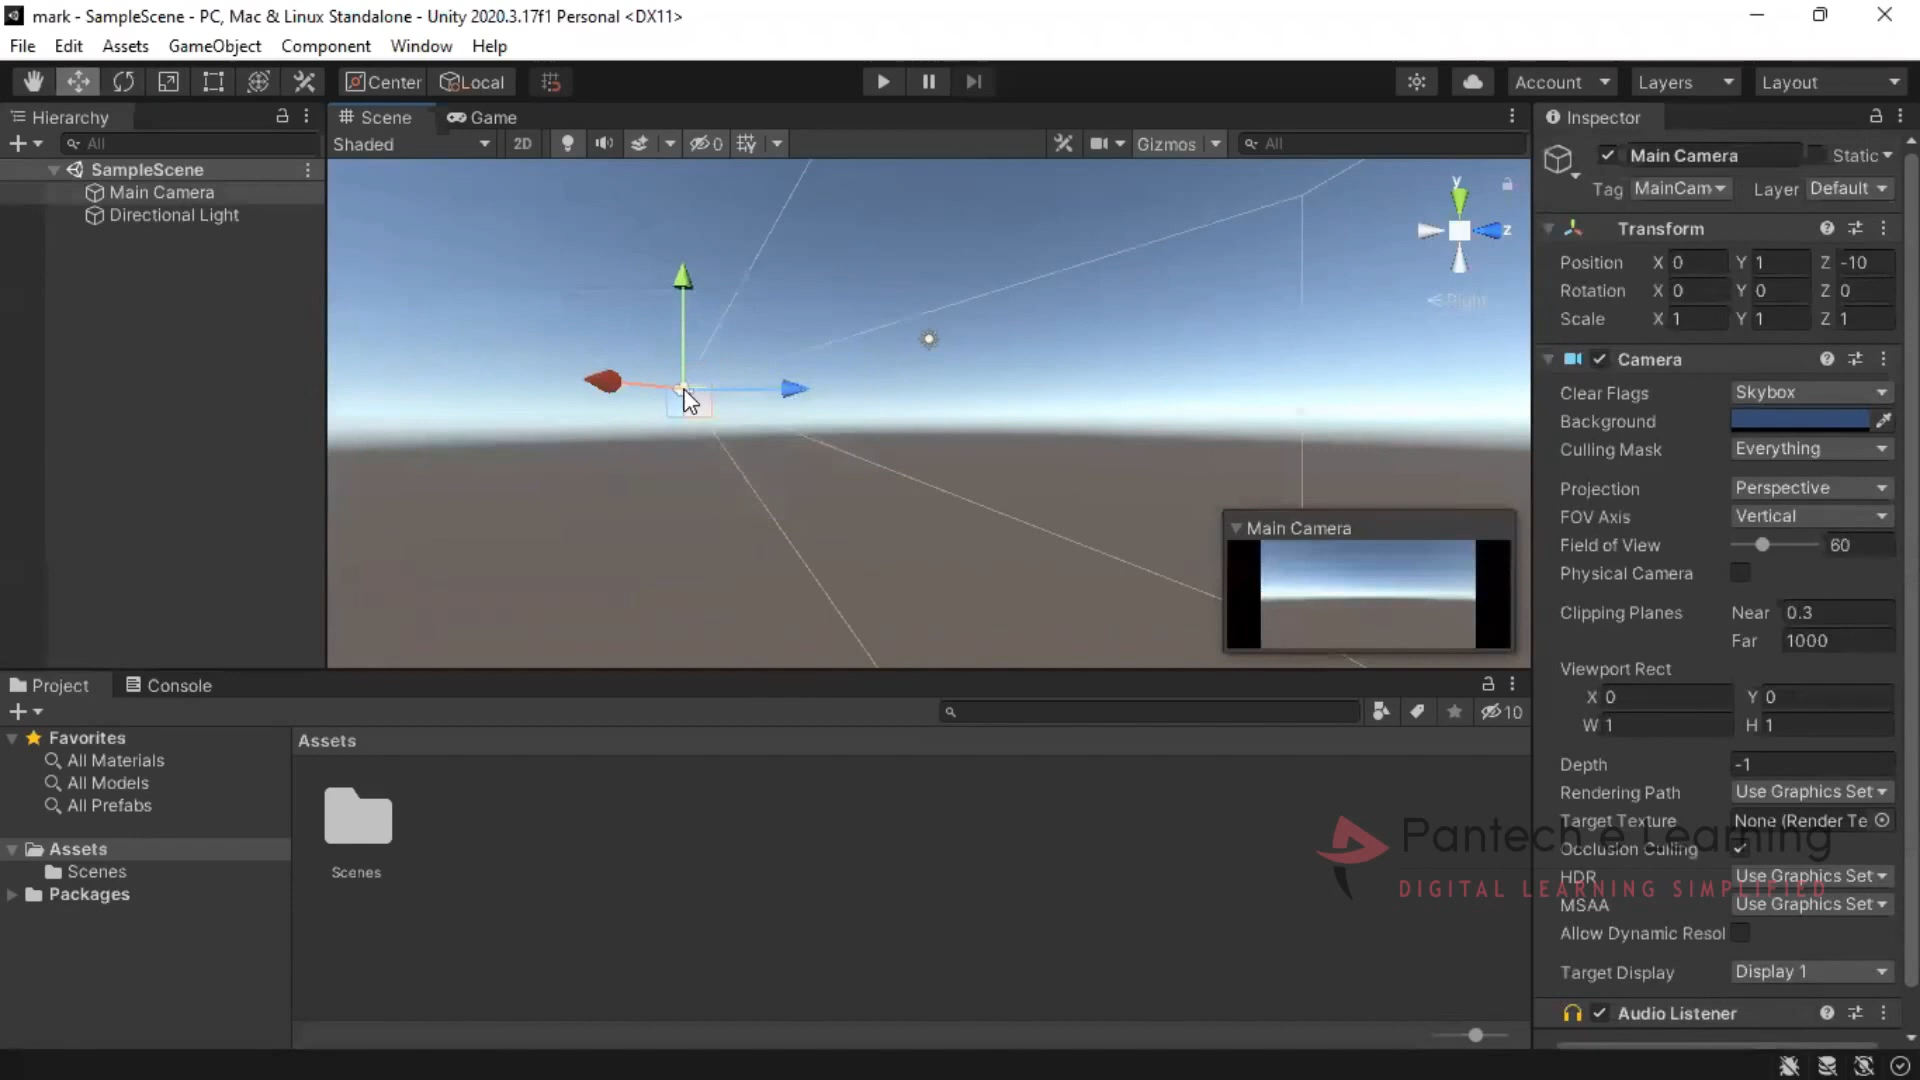 mark - SampleScene - PC, Mac & Linux Standalone - Unity 2020.3.17f1 Personal <DX11>
File Edit Assets GameObject Component Window Help
Center Local Account Layers Layout
Hierarchy
All
SampleScene
Main Camera
Directional Light
Scene Game
Shaded 2D 0 Gizmos All
y
z
Right
Main Camera
Inspector
Main Camera Static
Tag MainCam Layer Default
Transform
Position X 0 Y 1 Z -10
Rotation X 0 Y 0 Z 0
Scale X 1 Y 1 Z 1
Camera
Clear Flags Skybox
Background
Culling Mask Everything
Projection Perspective
FOV Axis Vertical
Field of View 60
Physical Camera
Clipping Planes Near 0.3
Far 1000
Viewport Rect
X 0 Y 0
W 1 H 1
Depth -1
Rendering Path Use Graphics Set
Target Texture None (Render Te
Occlusion Culling
HDR Use Graphics Set
MSAA Use Graphics Set
Allow Dynamic Resol
Target Display Display 1
Audio Listener
Project Console
10
Favorites
All Materials
All Models
All Prefabs
Assets
Scenes
Packages
Assets
Scenes
Pantech e Learning
DIGITAL LEARNING SIMPLIFIED